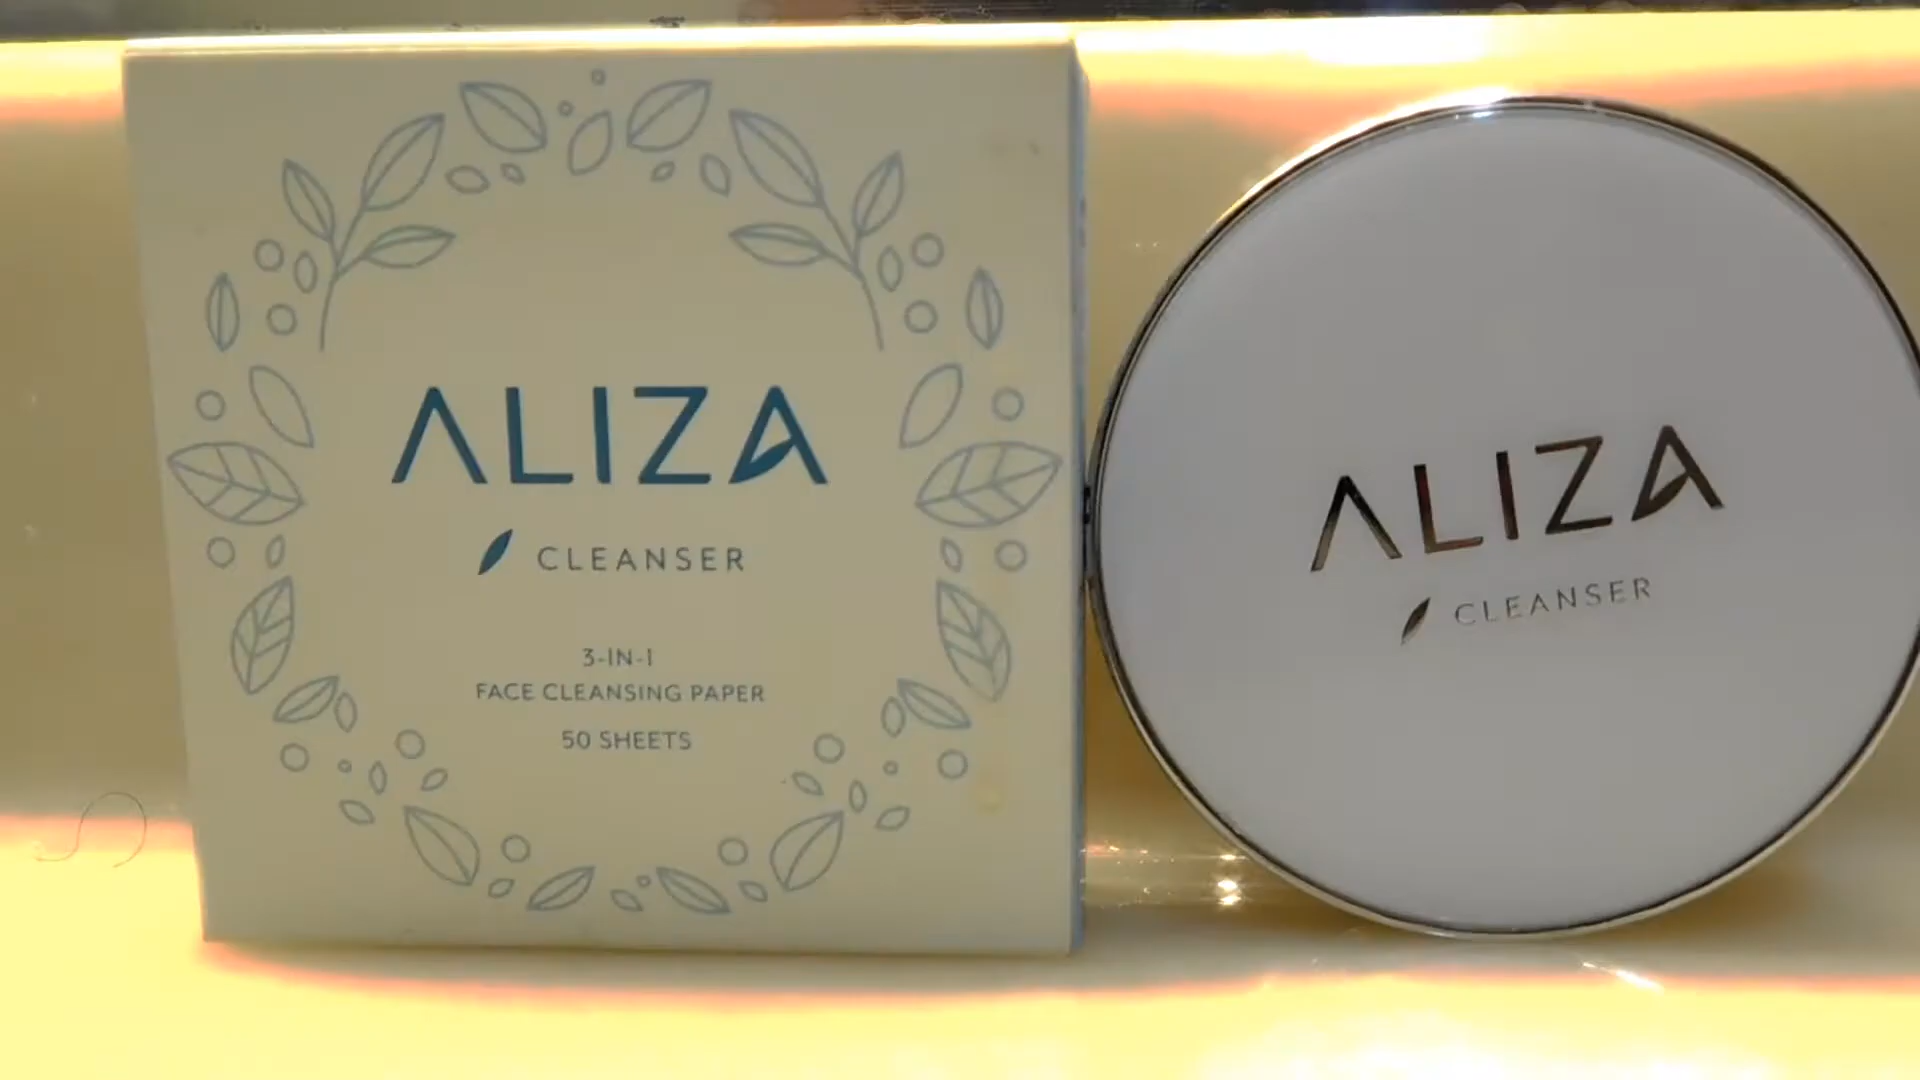 ALIZA
CLEANSER
3-IN-1
FACE CLEANSING PAPER
50 SHEETS
ALIZA
CLEANSER